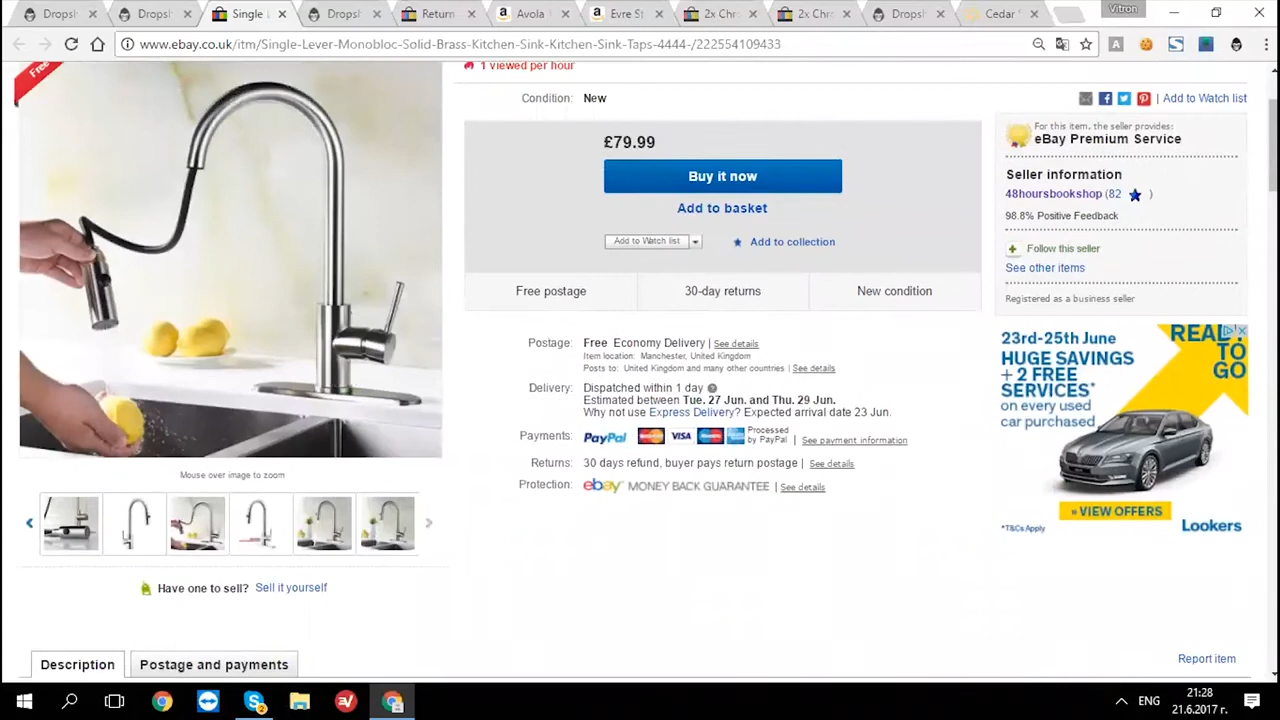 Dropsl
Dropsl
Single L
Dropsl
Return
Avola
Evre St
2x Chr
2x Chr
Dropsl
Cedar
Vitron
www.ebay.co.uk/itm/Single-Lever-Monobloc-Solid-Brass-Kitchen-Sink-Kitchen-Sink-Taps-4444-/222554109433
Free
1 viewed per hour
Condition: New
| Add to Watch list
£79.99
Buy it now
Add to basket
Add to Watch list
Add to collection
Free postage
30-day returns
New condition
Postage: Free Economy Delivery | See details
Item location: Manchester, United Kingdom
Posts to: United Kingdom and many other countries | See details
Delivery: Dispatched within 1 day
Estimated between Tue. 27 Jun. and Thu. 29 Jun.
Why not use Express Delivery? Expected arrival date 23 Jun.
Payments: PayPal VISA Processed by PayPal | See payment information
Returns: 30 days refund, buyer pays return postage | See details
Protection: ebay MONEY BACK GUARANTEE | See details
For this item, the seller provides:
eBay Premium Service
Seller information
48hoursbookshop (82 )
98.8% Positive Feedback
Follow this seller
See other items
Registered as a business seller
23rd-25th June
HUGE SAVINGS
+ 2 FREE
SERVICES*
on every used
car purchased
REAL
TO
GO
» VIEW OFFERS
*T&Cs Apply
Lookers
Mouse over image to zoom
Have one to sell? Sell it yourself
Description
Postage and payments
Report item
ENG
21:28
21.6.2017 г.